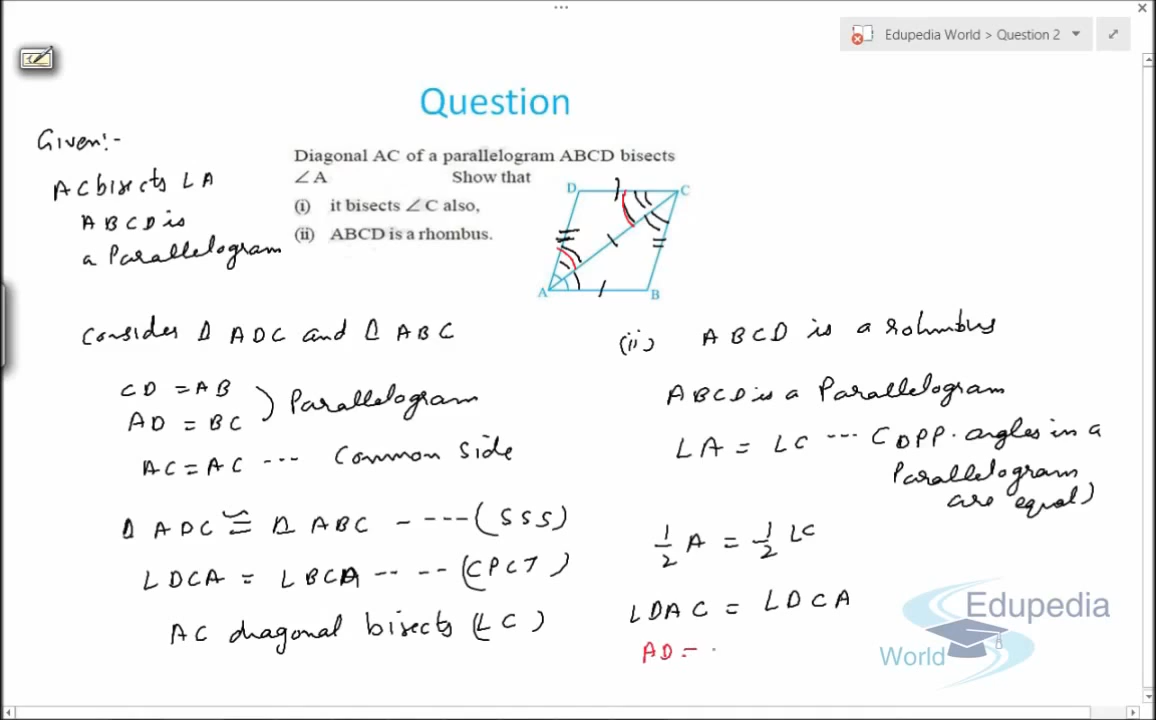 Edupedia World > Question 2
Question
Given:-
AC bisects ∠A
ABCD is
a Parallelogram
Diagonal AC of a parallelogram ABCD bisects
∠A Show that
(i) it bisects ∠C also,
(ii) ABCD is a rhombus.
D C
A B
Consider Δ ADC and Δ ABC
CD = AB
AD = BC ) Parallelogram
AC = AC --- Common side
Δ ADC ≅ Δ ABC - ---- (SSS)
∠DCA = ∠BCA -- -- (CPCT)
AC diagonal bisects (∠C)
(ii) ABCD is a rohmbus
ABCD is a Parallelogram
∠A = ∠C --- (OPP. angles in a
Parallelogram
are equal)
1/2 A = 1/2 ∠C
∠DAC = ∠DCA
AD =
Edupedia
World